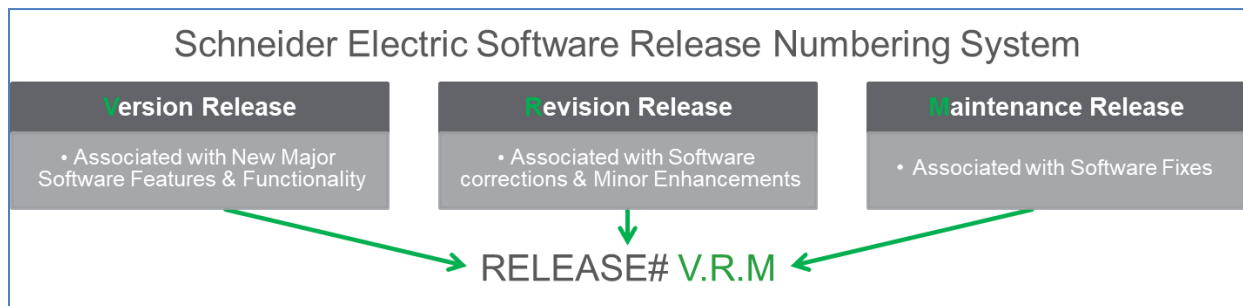 Schneider Electric Software Release Numbering System
Version Release
• Associated with New Major
Software Features & Functionality
Revision Release
• Associated with Software
corrections & Minor Enhancements
Maintenance Release
• Associated with Software Fixes
RELEASE# V.R.M